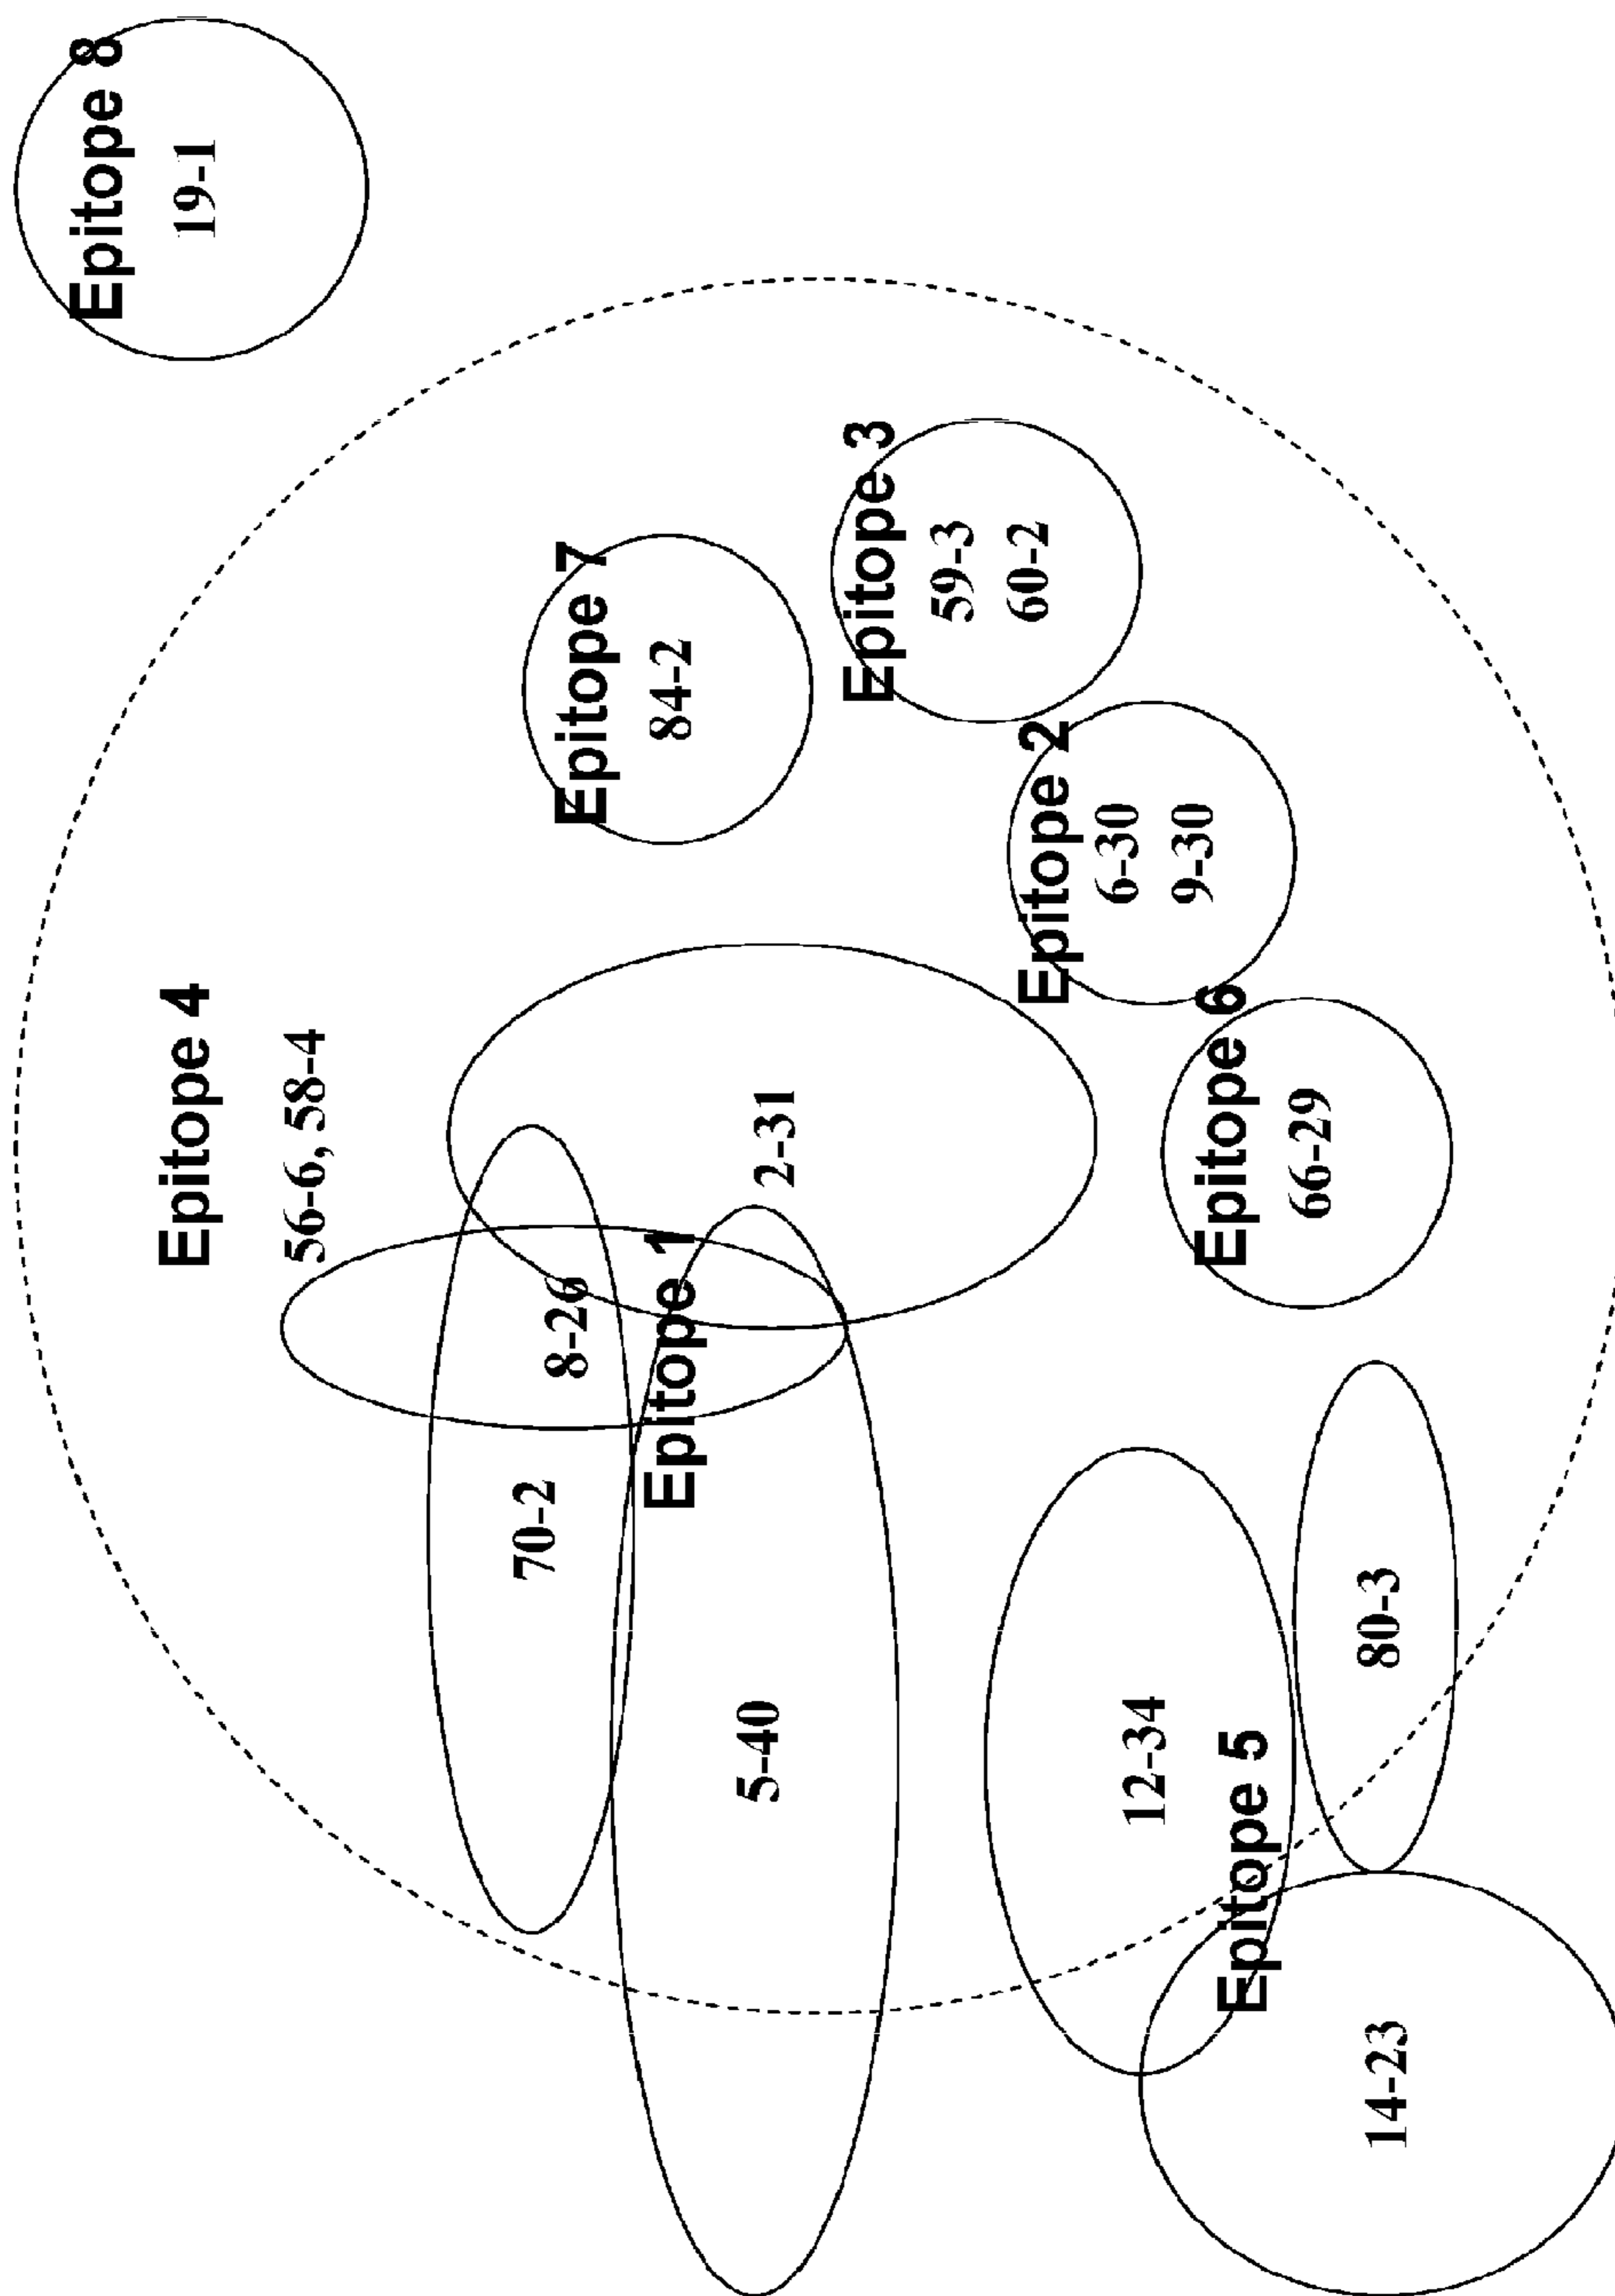 Epitope 8
19-1
Epitope 4
56-6, 58-4
Epitope 7
84-2
Epitope 3
59-3
60-2
Epitope 2
6-30
9-30
Epitope 6
66-29
2-31
8-26
Epitope 1
70-2
5-40
12-34
Epitope 5
80-3
14-23